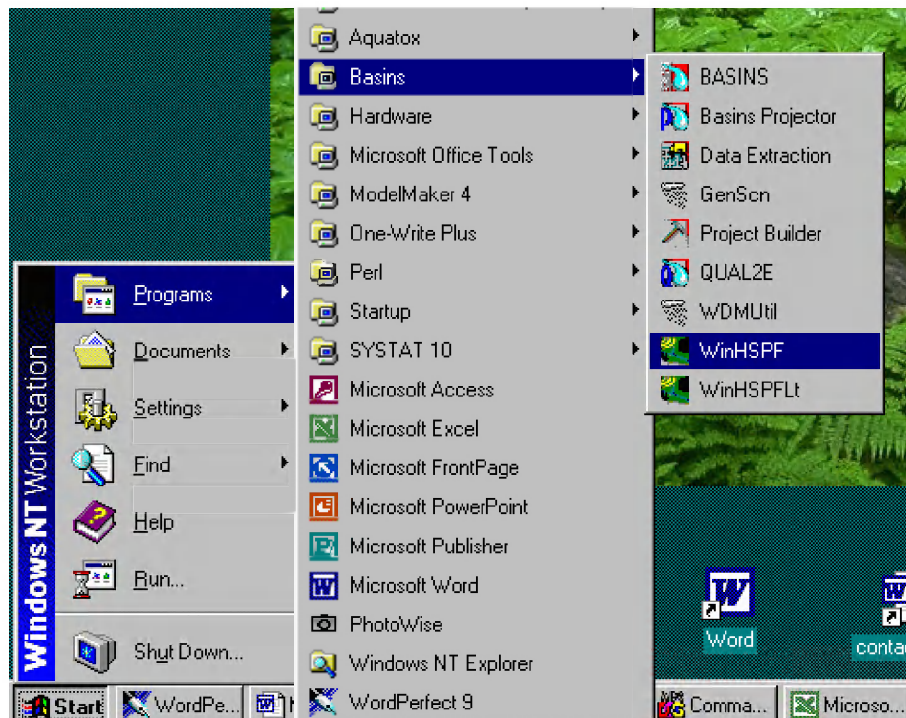 Aquatox
Basins
Hardware
Microsoft Office Tools
ModelMaker 4
One-Write Plus
Perl
Startup
SYSTAT 10
Microsoft Access
Microsoft Excel
Microsoft FrontPage
Microsoft PowerPoint
Microsoft Publisher
Microsoft Word
PhotoWise
Windows NT Explorer
WordPerfect 9
BASINS
Basins Projector
Data Extraction
GenScn
Project Builder
QUAL2E
WDMUtil
WinHSPF
WinHSPFLt
Windows NT Workstation
Programs
Documents
Settings
Find
Help
Run...
Shut Down...
Word
contac
Start
WordPe...
Comma...
Microso...